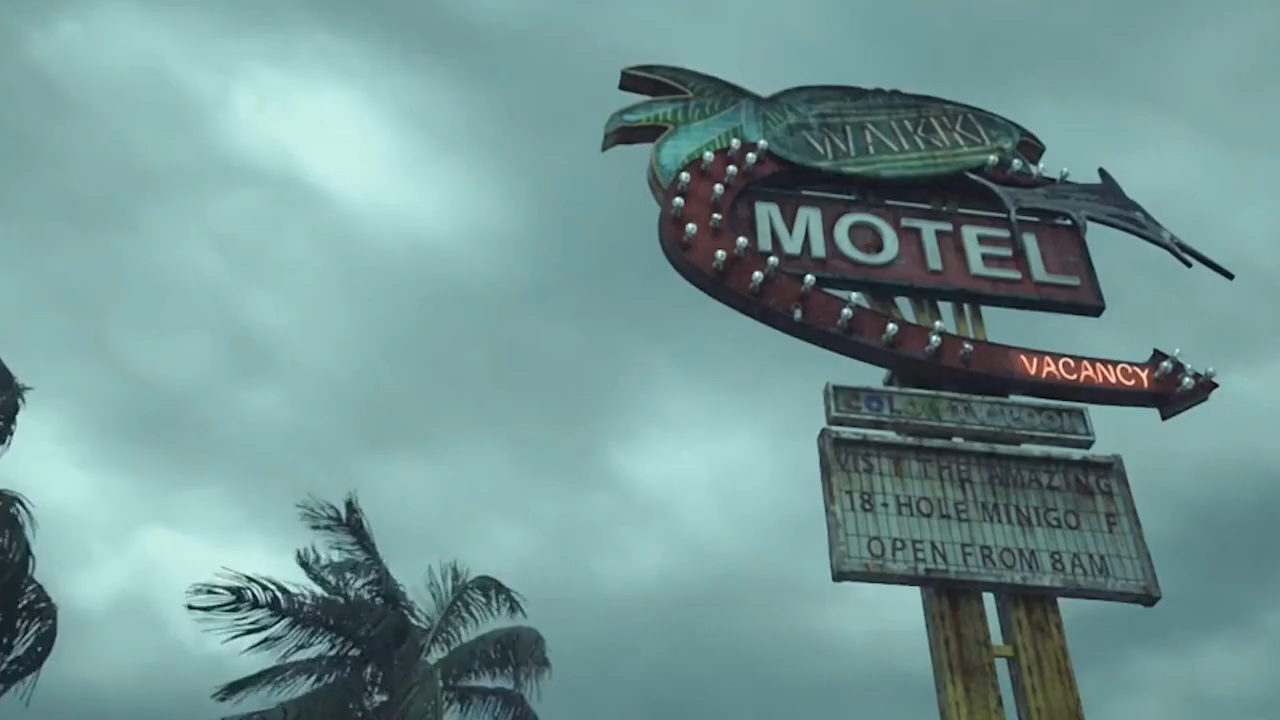 WAIKIKI
MOTEL
VACANCY
VISIT THE AMAZING
18-HOLE MINIGO F
OPEN FROM 8AM